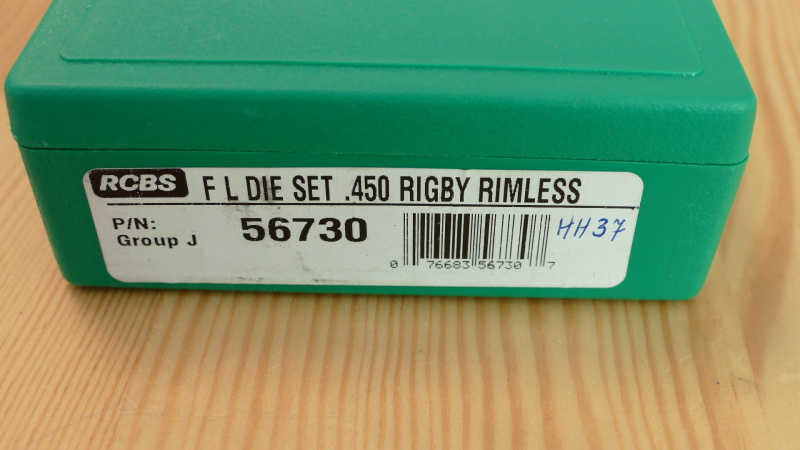 RCBS F L DIE SET .450 RIGBY RIMLESS
P/N: 56730 HH37
Group J
0 76683 56730 7